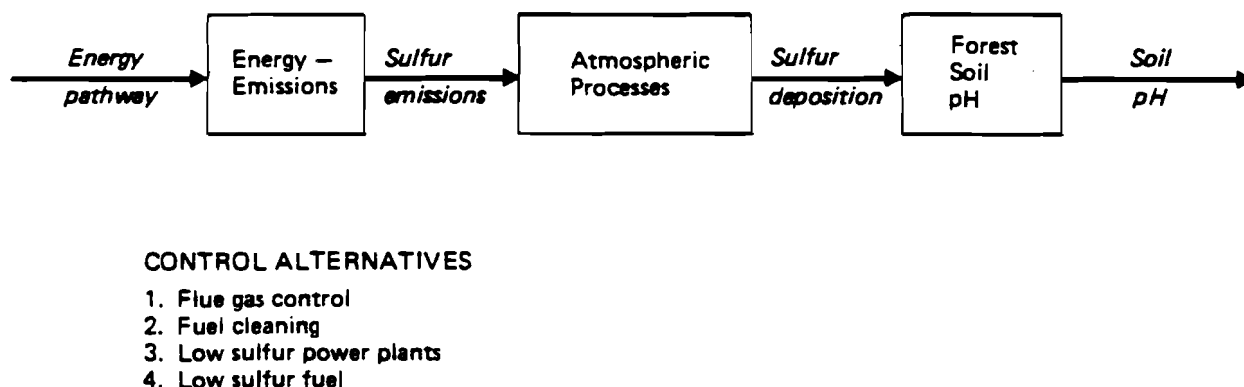 Energy
pathway
Energy –
Emissions
Sulfur
emissions
Atmospheric
Processes
Sulfur
deposition
Forest
Soil
pH
Soil
pH
CONTROL ALTERNATIVES
1. Flue gas control
2. Fuel cleaning
3. Low sulfur power plants
4. Low sulfur fuel